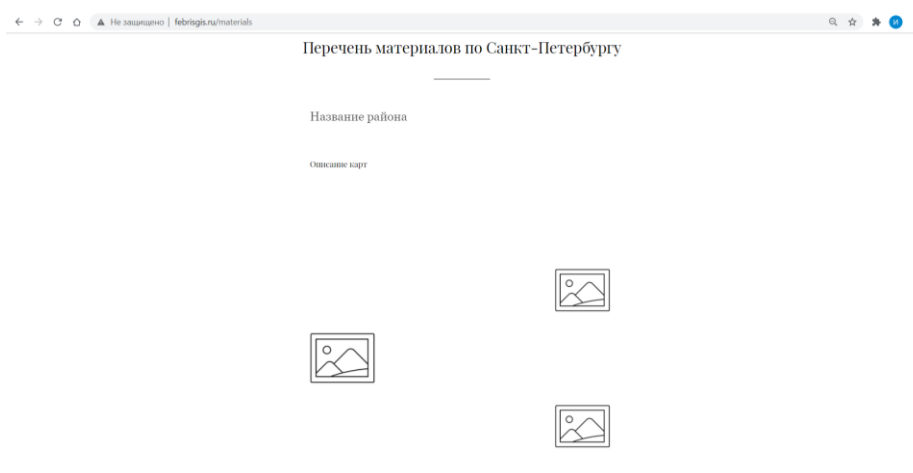 Не защищено | febrisgis.ru/materials
И
Перечень материалов по Санкт-Петербургу
Название района
Описание карт